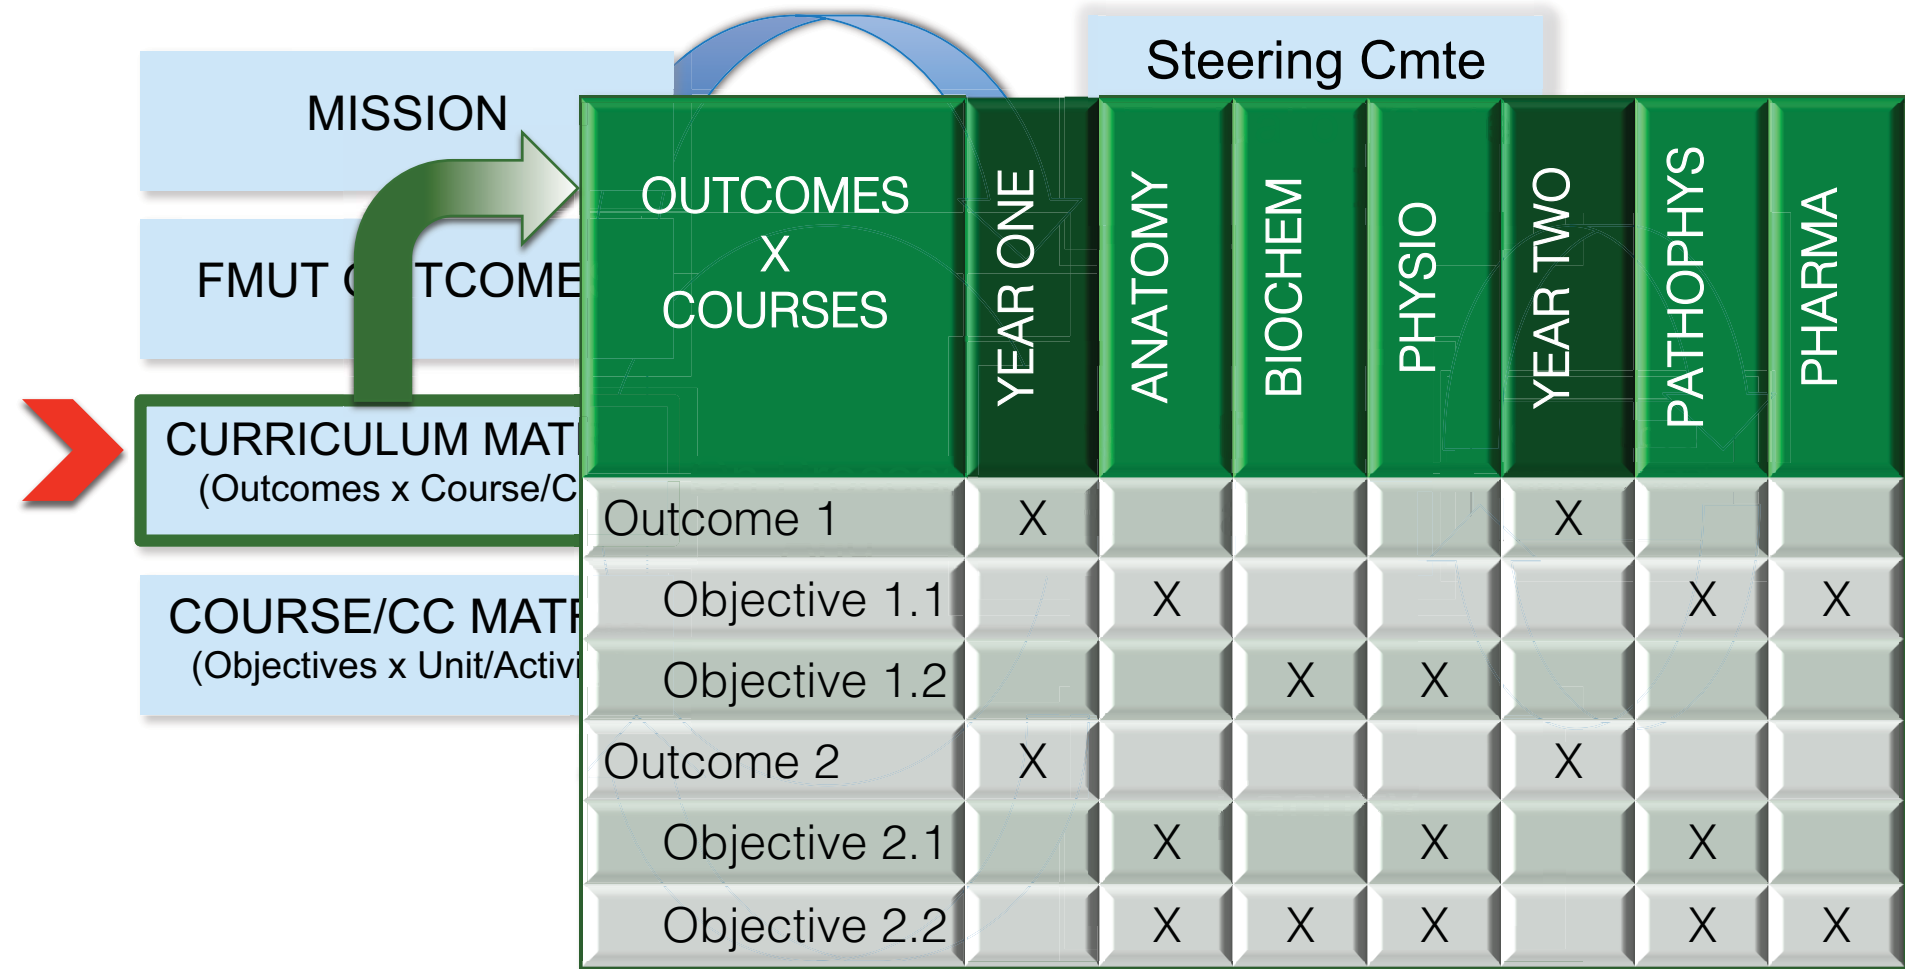 Steering Cmte
MISSION
FMUT O TCOME
CURRICULUM MAT
(Outcomes x Course/C
COURSE/CC MAT
(Objectives x Unit/Activi
OUTCOMES
X
COURSES
YEAR ONE
ANATOMY
BIOCHEM
PHYSIO
YEAR TWO
PATHOPHYS
PHARMA
Outcome 1 X X
Objective 1.1 X X X
Objective 1.2 X X
Outcome 2 X X
Objective 2.1 X X X
Objective 2.2 X X X X X